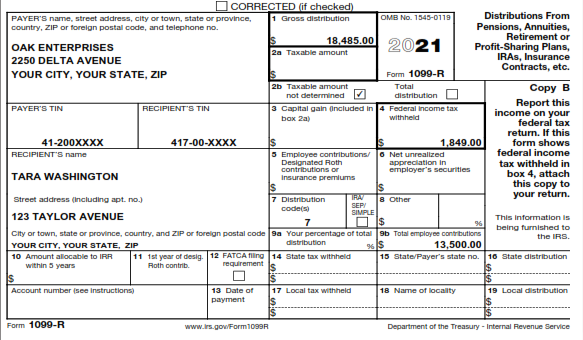 CORRECTED (if checked)
PAYER'S name, street address, city or town, state or province,
country, ZIP or foreign postal code, and telephone no.
OAK ENTERPRISES
2250 DELTA AVENUE
YOUR CITY, YOUR STATE, ZIP
1 Gross distribution
$ 18,485.00
2a Taxable amount
$
OMB No. 1545-0119
2021
Form 1099-R
Distributions From
Pensions, Annuities,
Retirement or
Profit-Sharing Plans,
IRAs, Insurance
Contracts, etc.
2b Taxable amount
not determined ✓
Total
distribution
Copy B
Report this
income on your
federal tax
return. If this
form shows
federal income
tax withheld in
box 4, attach
this copy to
your return.
This information is
being furnished to
the IRS.
PAYER'S TIN
41-200XXXX
RECIPIENT'S TIN
417-00-XXXX
3 Capital gain (included in
box 2a)
$
4 Federal income tax
withheld
$ 1,849.00
RECIPIENT'S name
TARA WASHINGTON
5 Employee contributions/
Designated Roth
contributions or
insurance premiums
$
6 Net unrealized
appreciation in
employer's securities
$
Street address (including apt. no.)
123 TAYLOR AVENUE
7 Distribution
code(s)
7
IRA/
SEP/
SIMPLE
8 Other
$ %
City or town, state or province, country, and ZIP or foreign postal code
YOUR CITY, YOUR STATE, ZIP
9a Your percentage of total
distribution %
9b Total employee contributions
$ 13,500.00
10 Amount allocable to IRR
within 5 years
$
11 1st year of desig.
Roth contrib.
12 FATCA filing
requirement
14 State tax withheld
$
$
15 State/Payer's state no.
16 State distribution
$
$
Account number (see instructions)
13 Date of
payment
17 Local tax withheld
$
$
18 Name of locality
19 Local distribution
$
$
Form 1099-R
www.irs.gov/Form1099R
Department of the Treasury - Internal Revenue Service